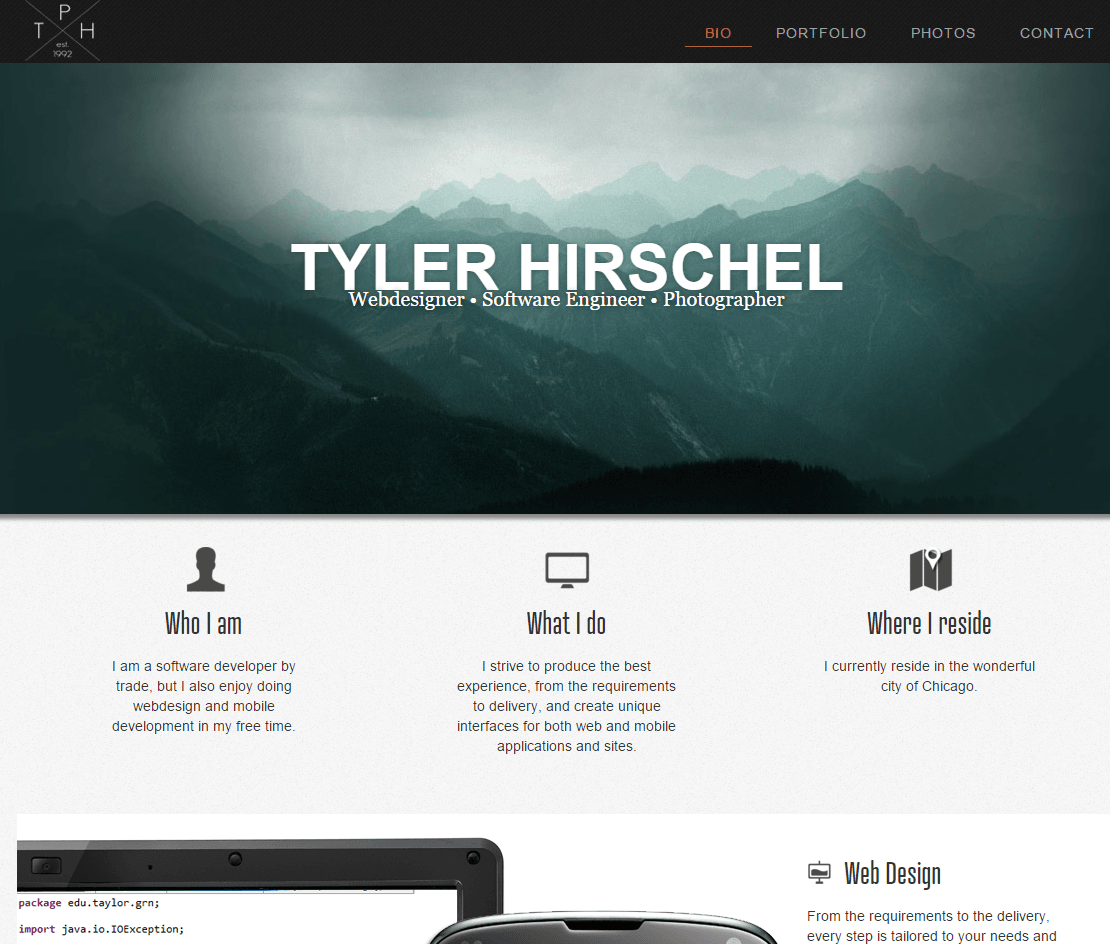 P
T H
est.
1992
BIO PORTFOLIO PHOTOS CONTACT
TYLER HIRSCHEL
Webdesigner • Software Engineer • Photographer
Who I am
I am a software developer by
trade, but I also enjoy doing
webdesign and mobile
development in my free time.
What I do
I strive to produce the best
experience, from the requirements
to delivery, and create unique
interfaces for both web and mobile
applications and sites.
Where I reside
I currently reside in the wonderful
city of Chicago.
package edu.taylor.grn;
import java.io.IOException;
Web Design
From the requirements to the delivery,
every step is tailored to your needs and